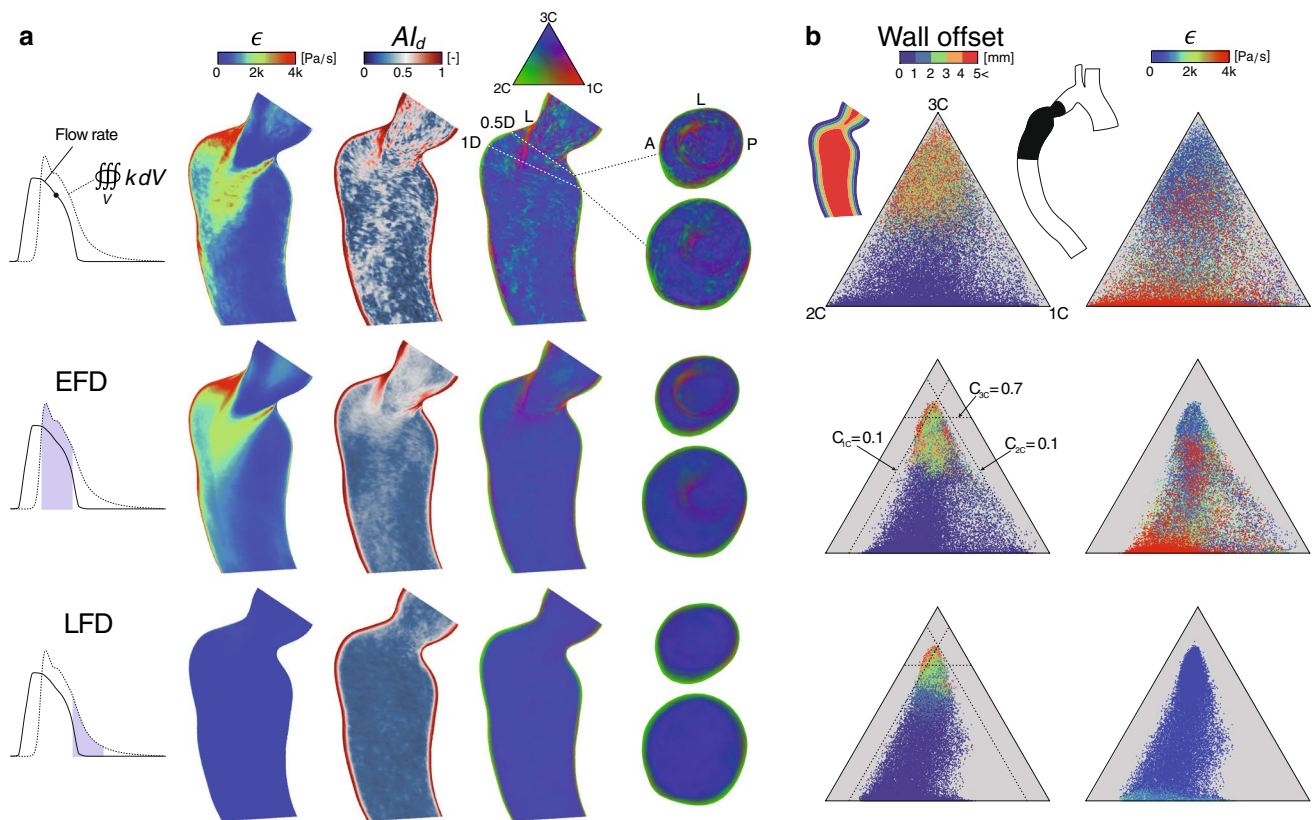 a
ϵ
[Pa/s]
0 2k 4k
AI_d
[-]
0 0.5 1
3C
2C 1C
Flow rate
∰ k dV
V
0.5D L
1D
L
A P
EFD
LFD
b
Wall offset
[mm]
0 1 2 3 4 5<
ϵ
[Pa/s]
0 2k 4k
3C
2C 1C
C_3C=0.7
C_1C=0.1
C_2C=0.1